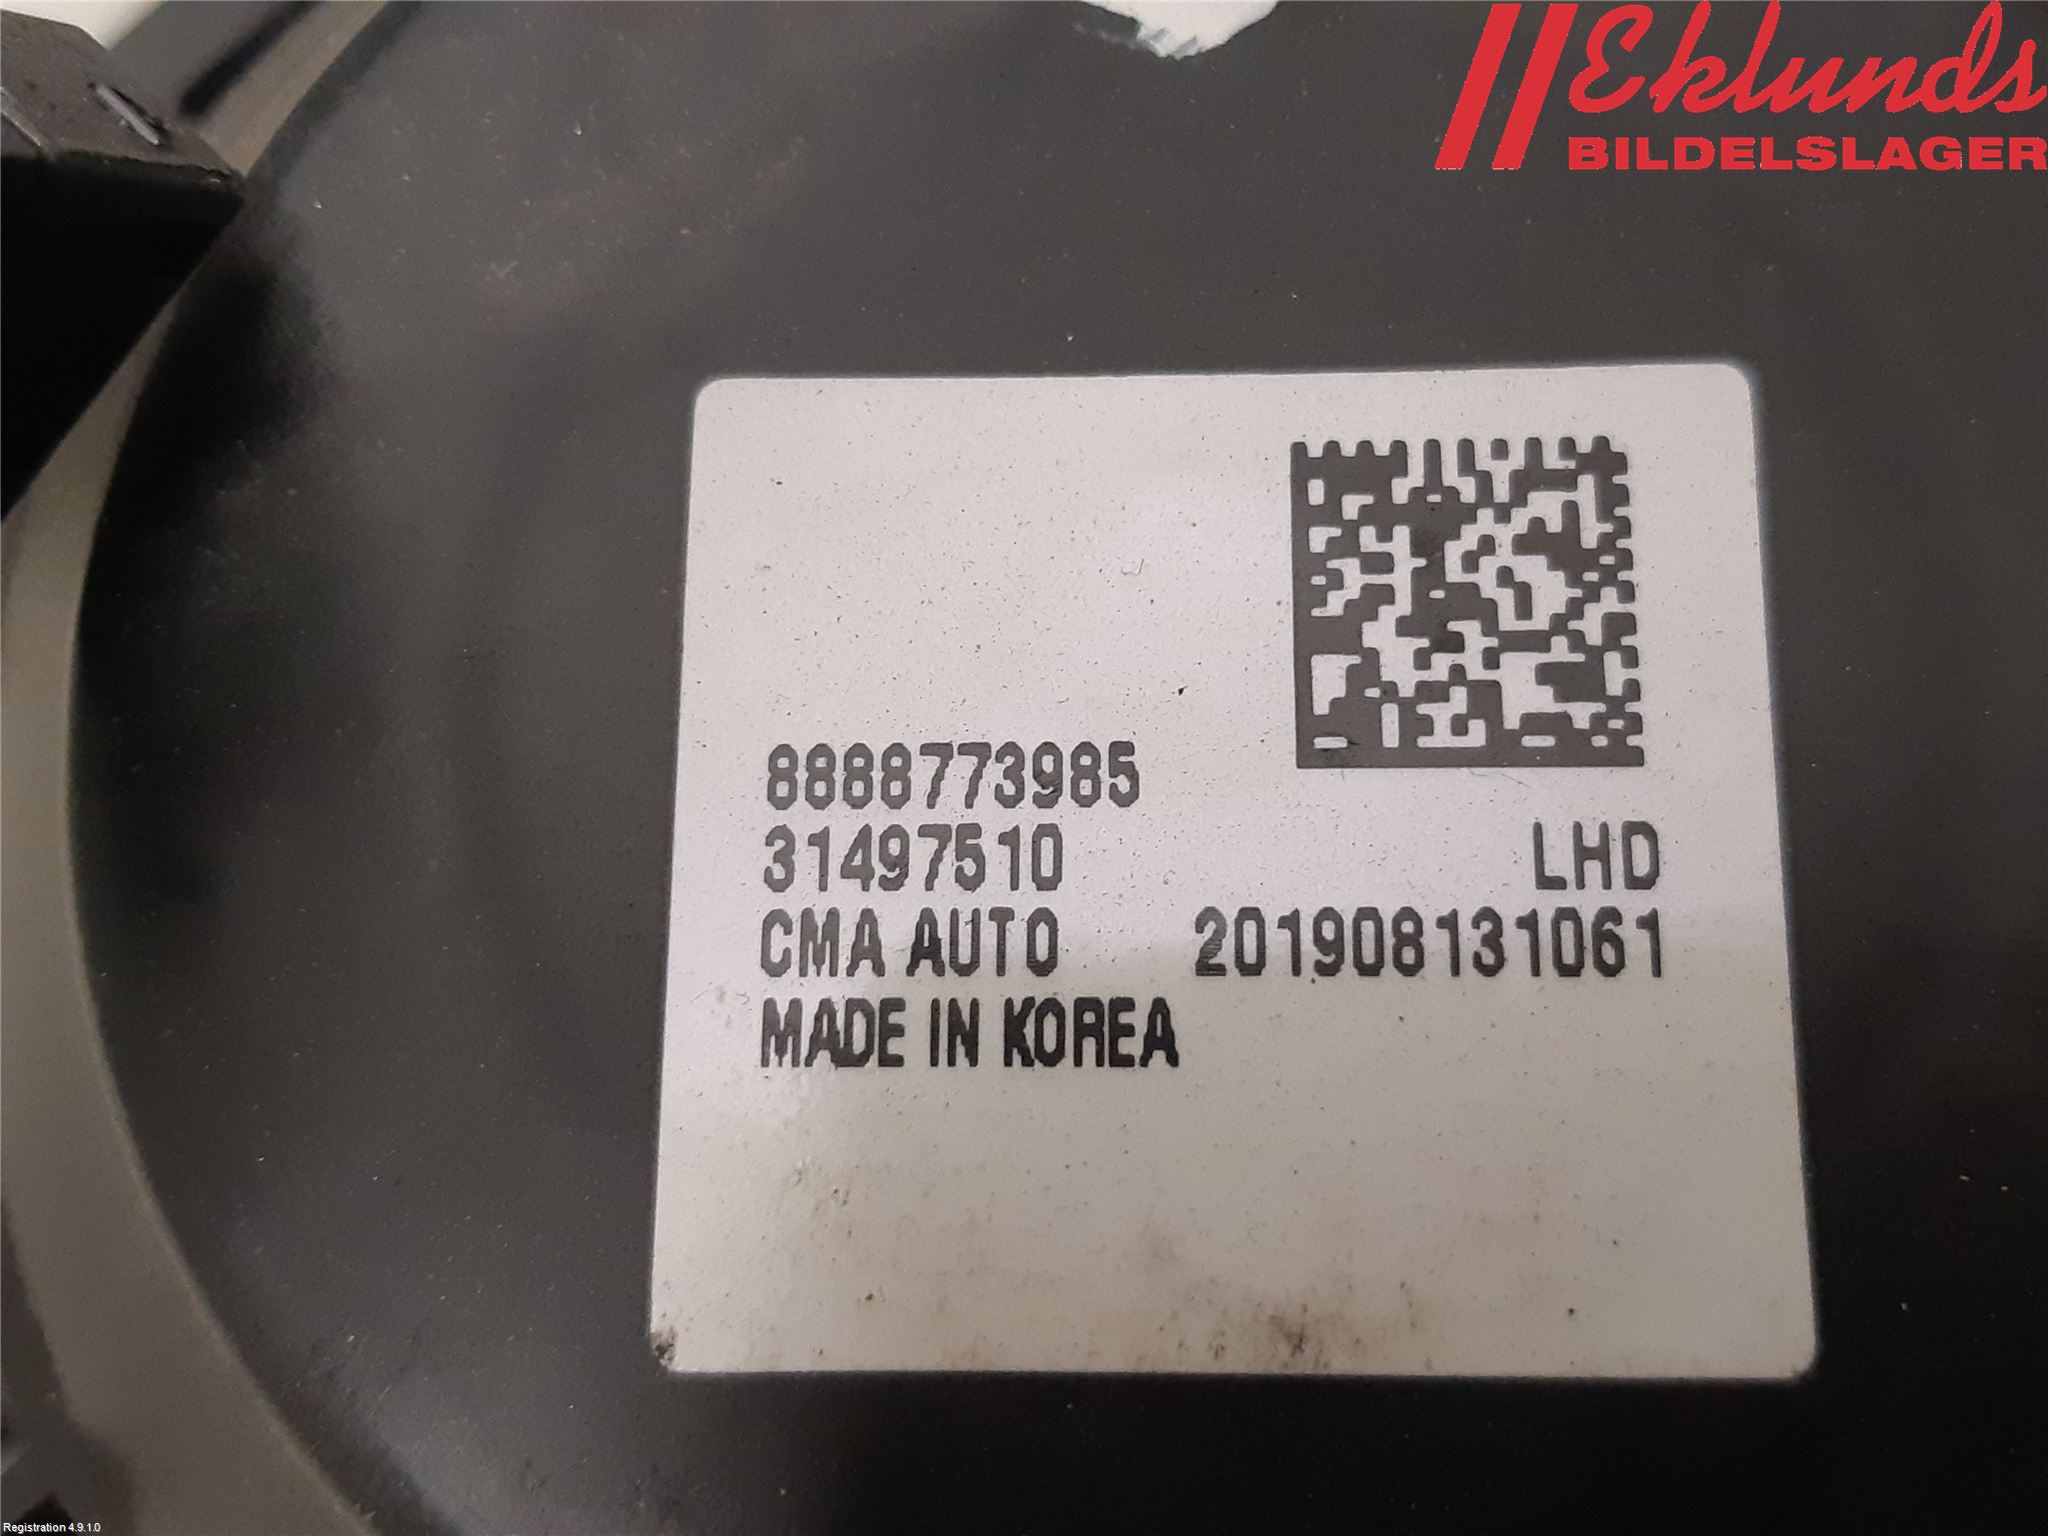 Eklunds
BILDELSLAGER
8888773985
31497510 LHD
CMA AUTO 201908131061
MADE IN KOREA
Registration 4.9.1.0